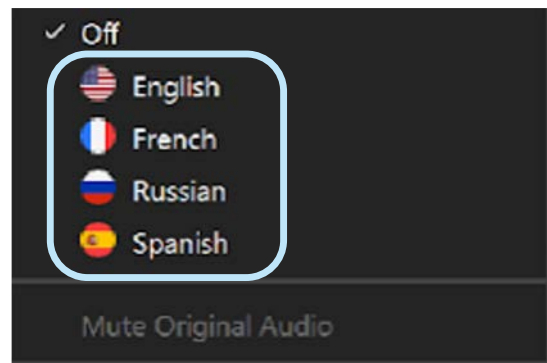 Off
English
French
Russian
Spanish
Mute Original Audio